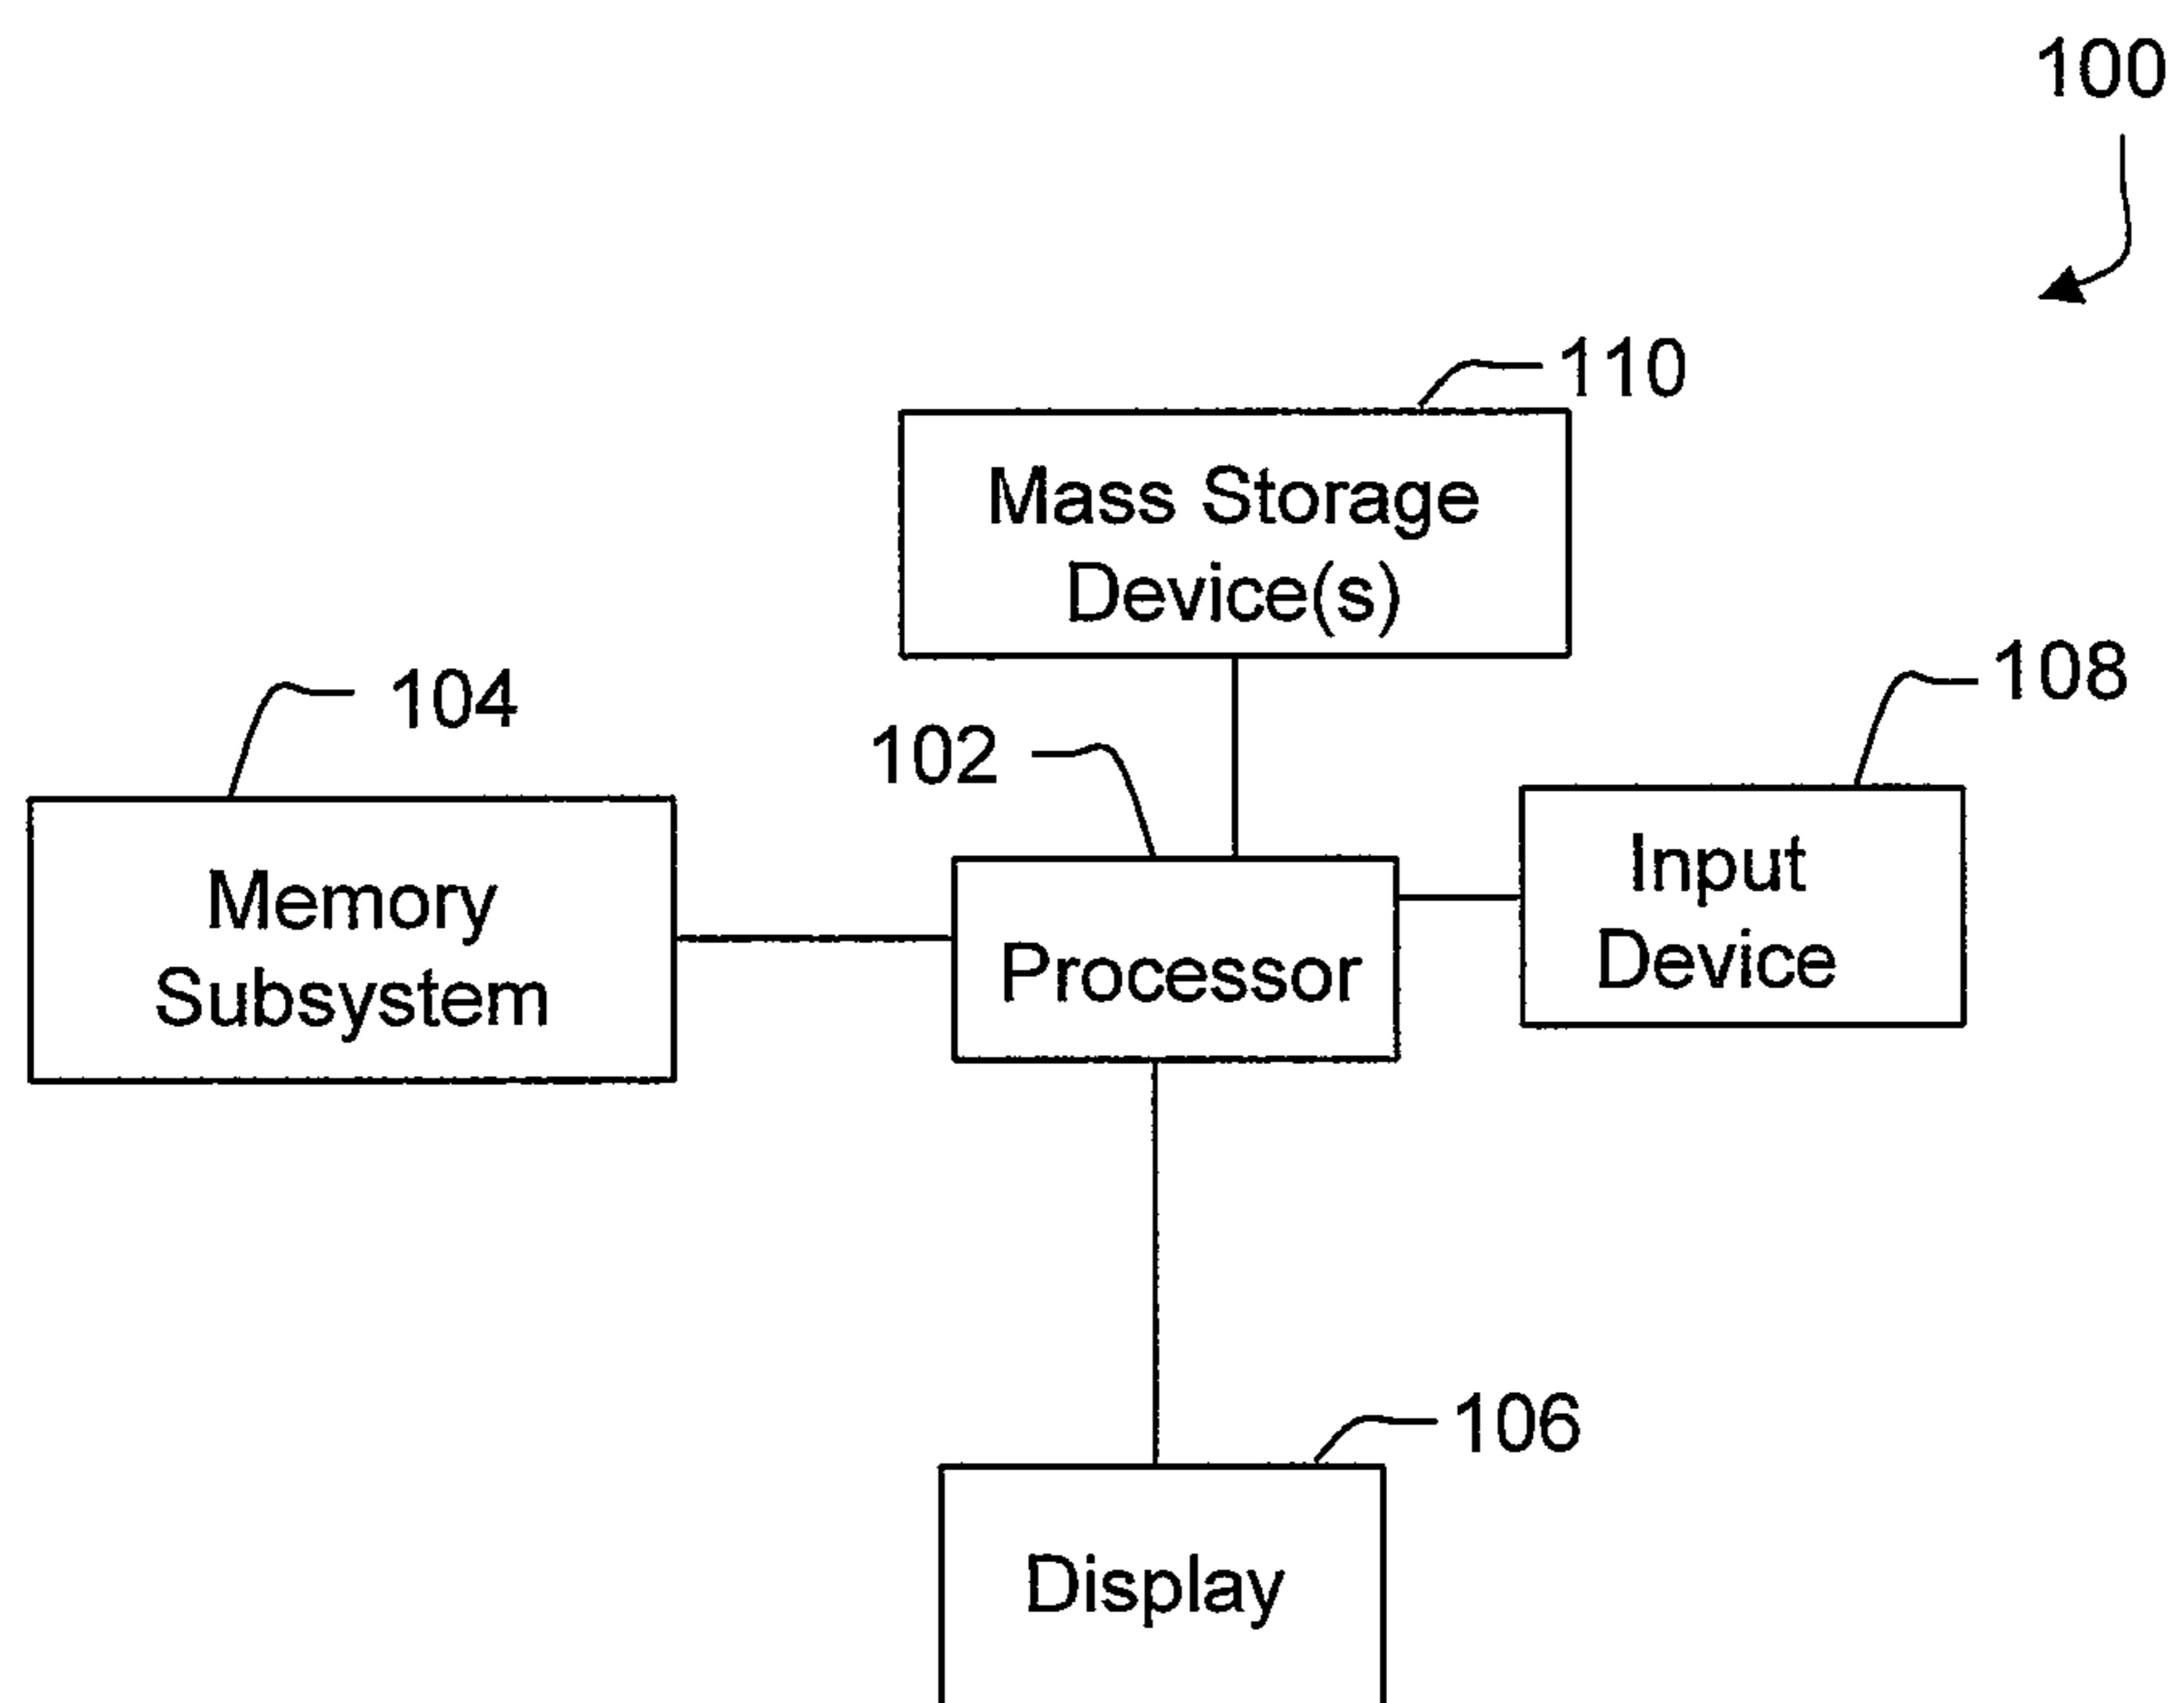 100
110
Mass Storage
Device(s)
104
102
108
Memory
Subsystem
Processor
Input
Device
106
Display